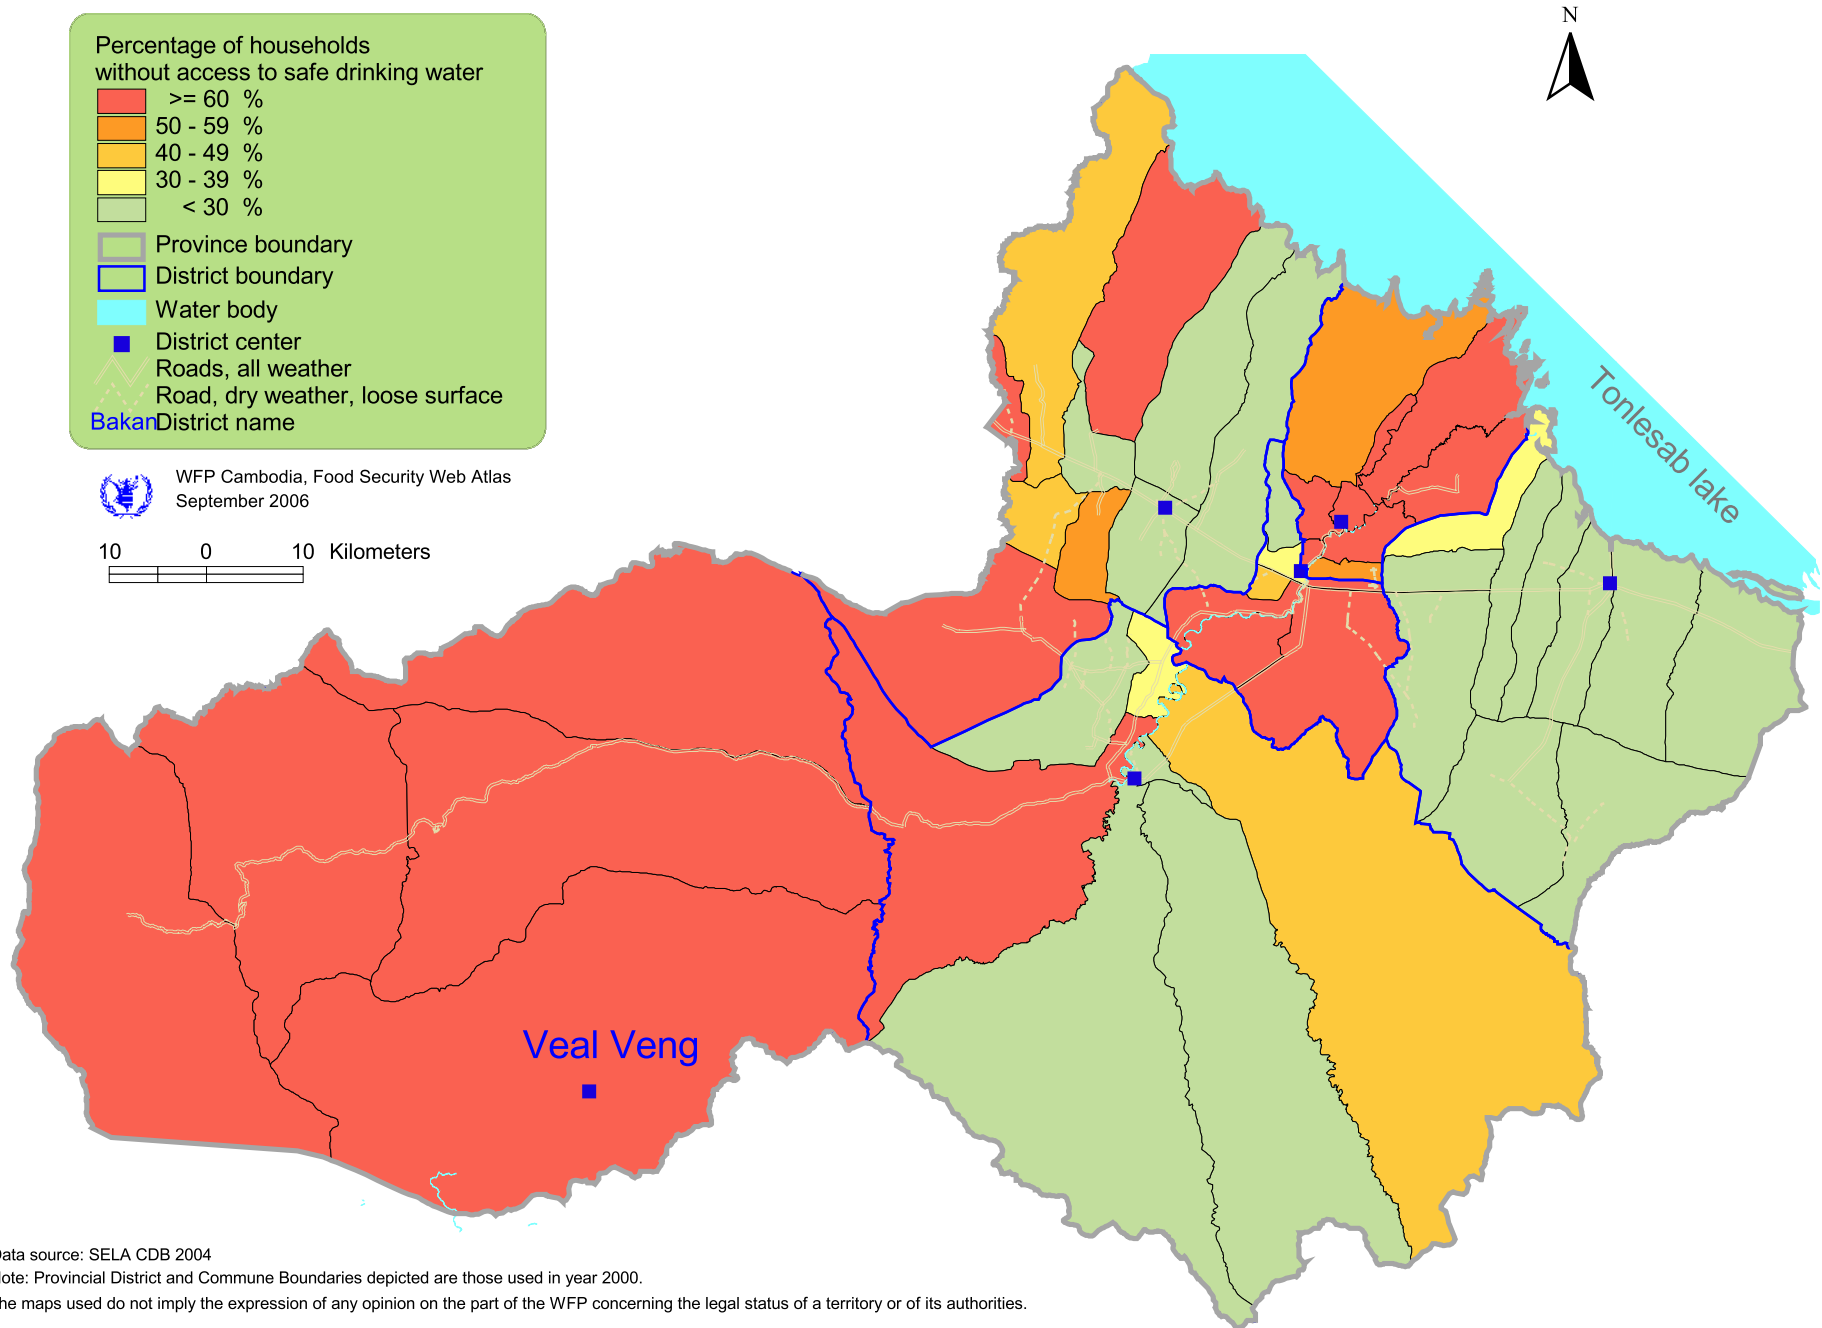 N
Percentage of households
without access to safe drinking water
>= 60 %
50 - 59 %
40 - 49 %
30 - 39 %
< 30 %
Province boundary
District boundary
Water body
District center
Roads, all weather
Road, dry weather, loose surface
Bakan District name
WFP Cambodia, Food Security Web Atlas
September 2006
10 0 10 Kilometers
Tonlesab lake
Veal Veng
ata source: SELA CDB 2004
ote: Provincial District and Commune Boundaries depicted are those used in year 2000.
he maps used do not imply the expression of any opinion on the part of the WFP concerning the legal status of a territory or of its authorities.